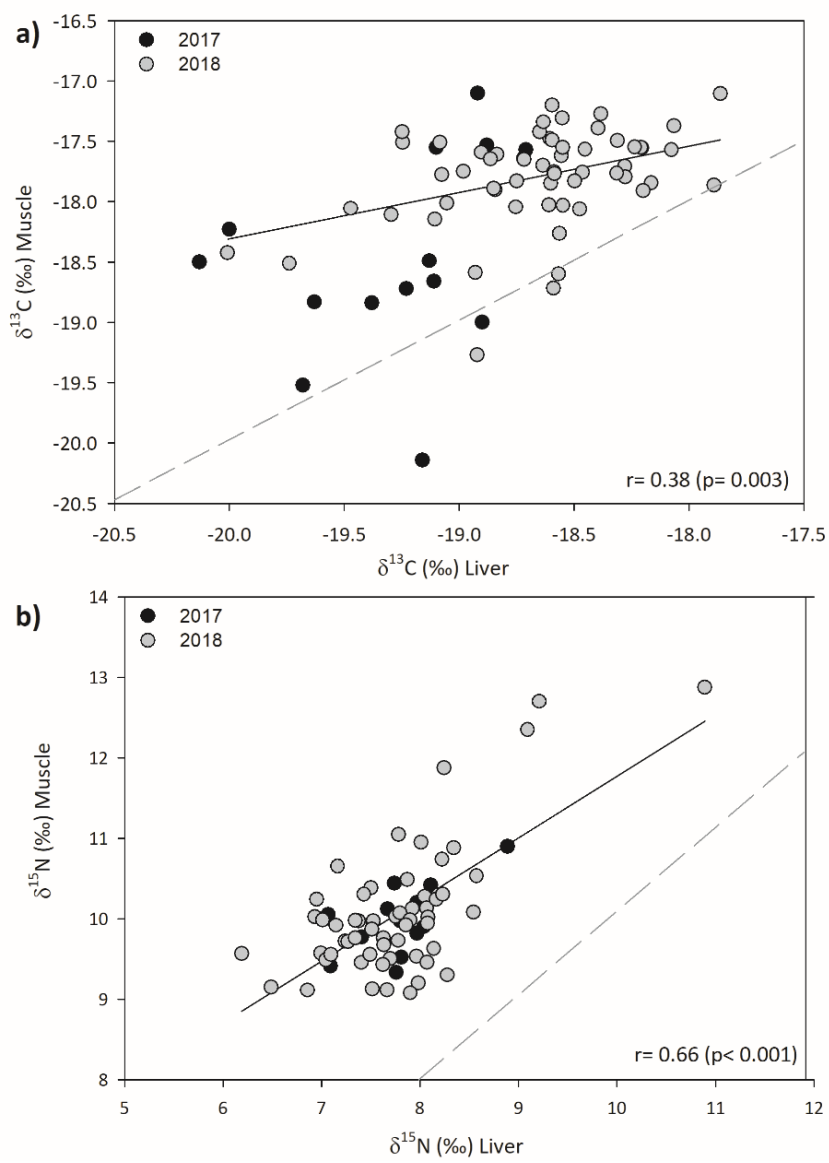 a)
2017
2018
-16.5
-17.0
-17.5
-18.0
-18.5
-19.0
-19.5
-20.0
-20.5
δ¹³C (‰) Muscle
r= 0.38 (p= 0.003)
-20.5 -20.0 -19.5 -19.0 -18.5 -18.0 -17.5
δ¹³C (‰) Liver
b)
2017
2018
14
13
12
11
10
9
8
δ¹⁵N (‰) Muscle
r= 0.66 (p< 0.001)
5 6 7 8 9 10 11 12
δ¹⁵N (‰) Liver